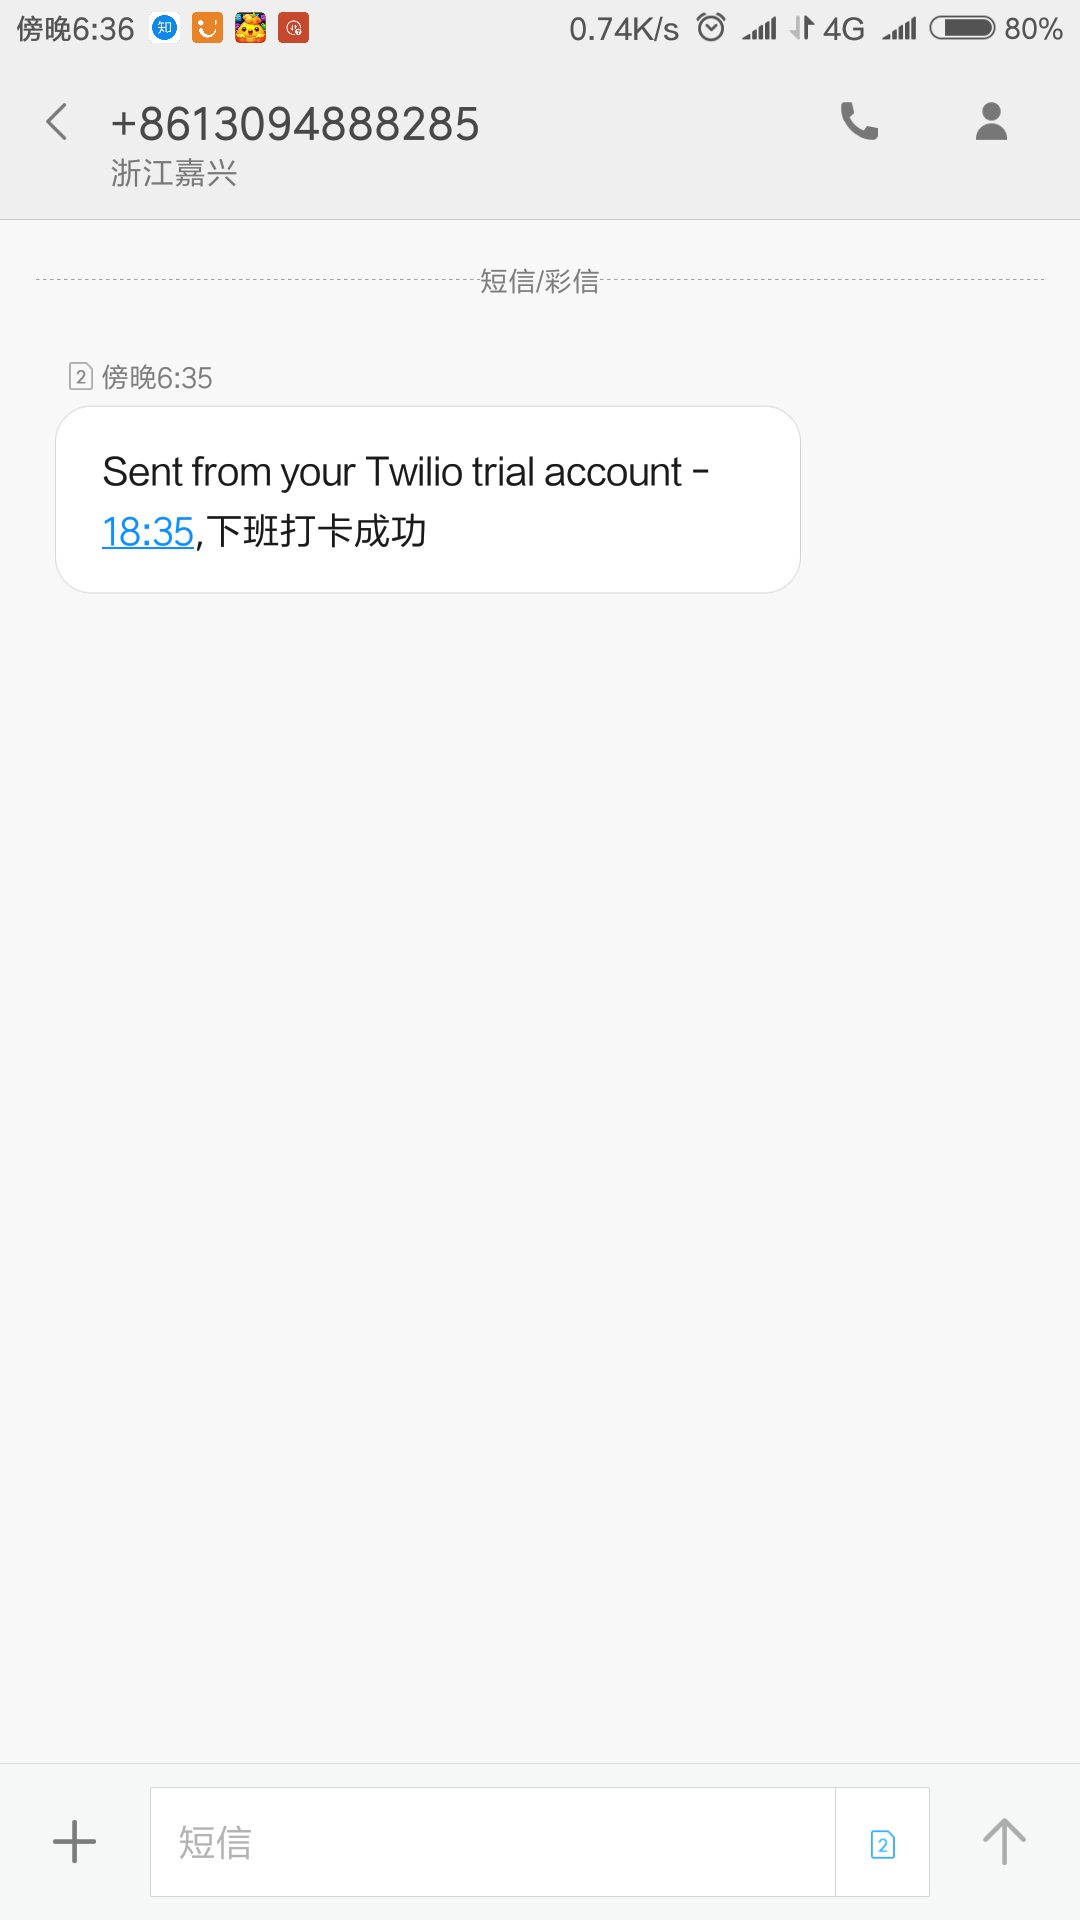 傍晚6:36 知 0.74K/s 4G 80%
+8613094888285
浙江嘉兴
短信/彩信
2 傍晚6:35
Sent from your Twilio trial account -
18:35,下班打卡成功
短信 2